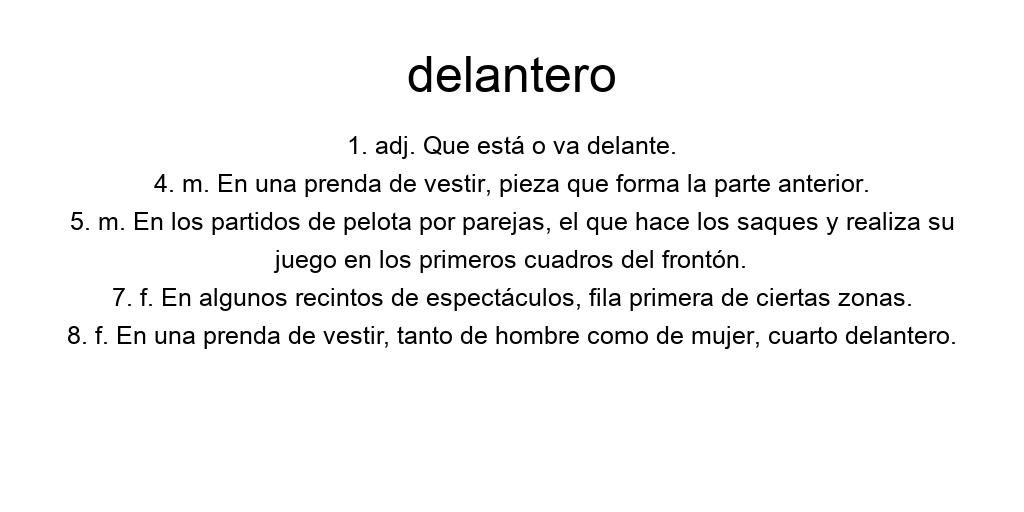 delantero
1. adj. Que está o va delante.
4. m. En una prenda de vestir, pieza que forma la parte anterior.
5. m. En los partidos de pelota por parejas, el que hace los saques y realiza su
juego en los primeros cuadros del frontón.
7. f. En algunos recintos de espectáculos, fila primera de ciertas zonas.
8. f. En una prenda de vestir, tanto de hombre como de mujer, cuarto delantero.